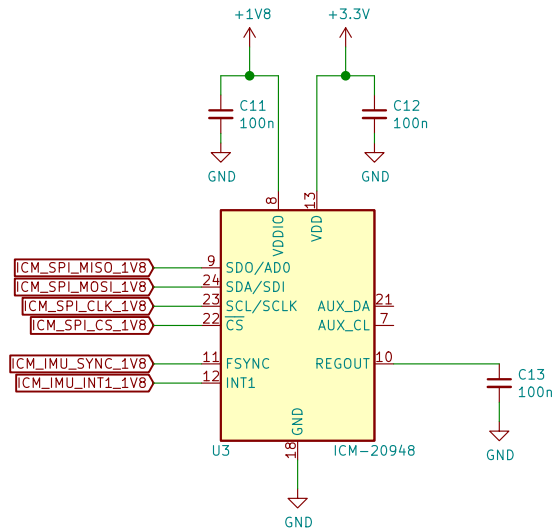 +1V8
+3.3V
C11
100n
C12
100n
GND
GND
8
13
VDDIO
VDD
ICM_SPI_MISO_1V8
9
SDO/AD0
ICM_SPI_MOSI_1V8
24
SDA/SDI
ICM_SPI_CLK_1V8
23
SCL/SCLK
AUX_DA
21
ICM_SPI_CS_1V8
22
CS
AUX_CL
7
ICM_IMU_SYNC_1V8
11
FSYNC
REGOUT
10
ICM_IMU_INT1_1V8
12
INT1
C13
100n
GND
GND
18
U3
ICM-20948
GND